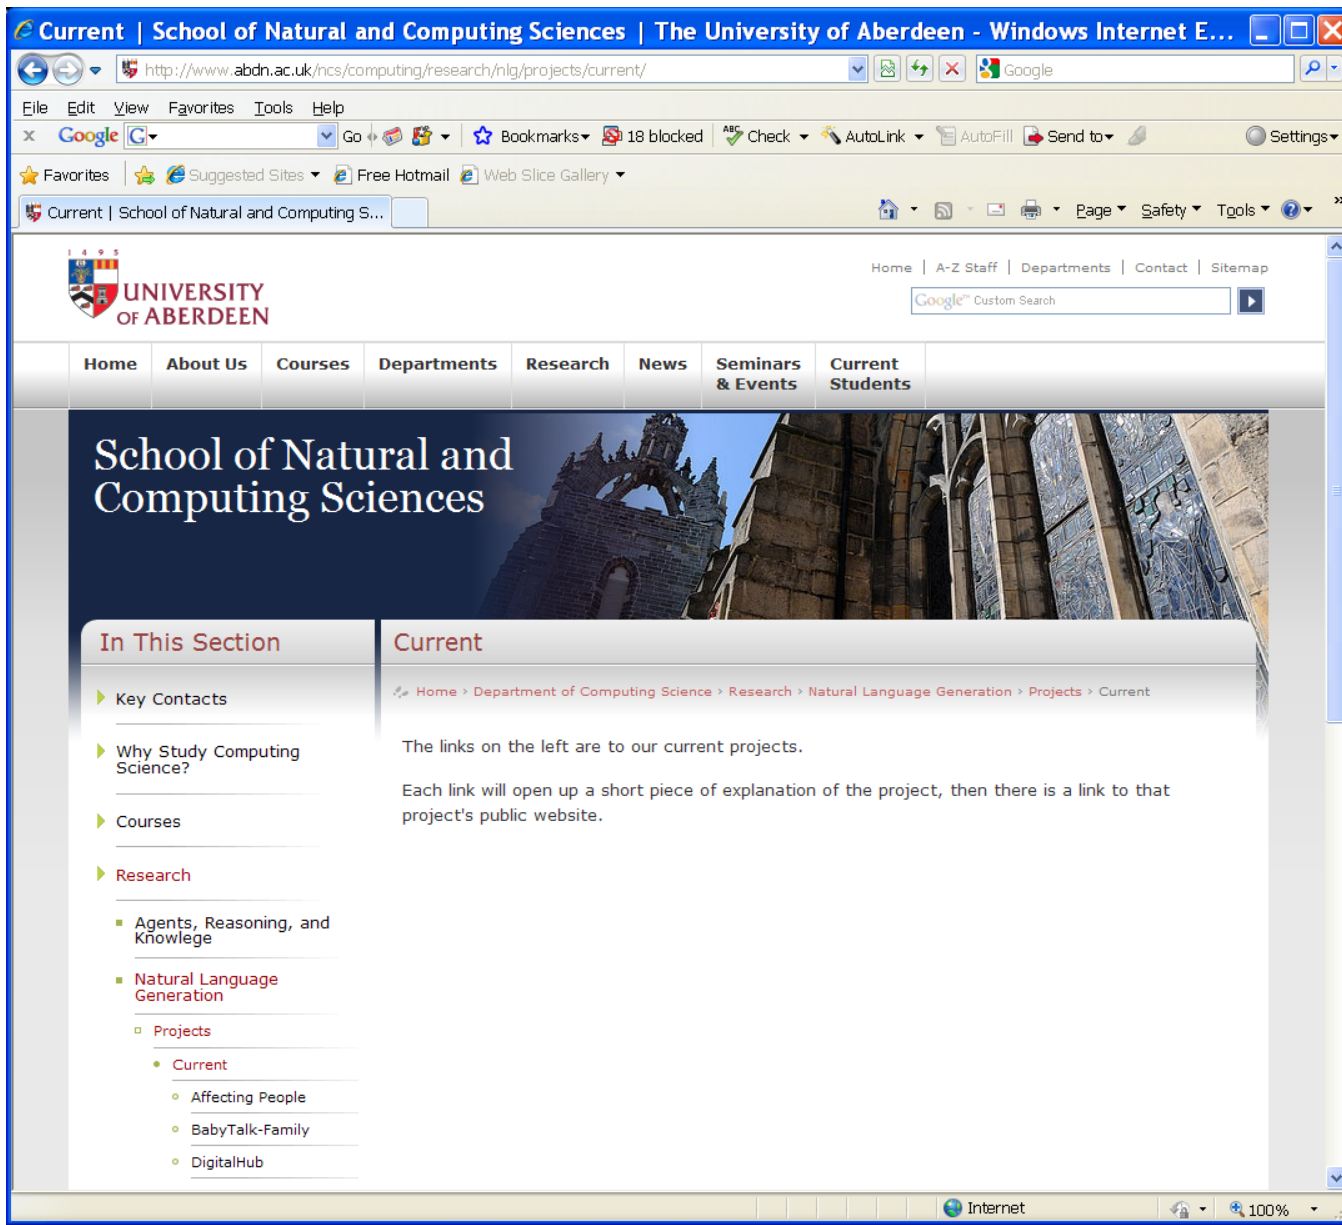 Current | School of Natural and Computing Sciences | The University of Aberdeen - Windows Internet E...
http://www.abdn.ac.uk/ncs/computing/research/nlg/projects/current/ Google
File Edit View Favorites Tools Help
x Google G Go Bookmarks 18 blocked ABC Check AutoLink AutoFill Send to Settings
Favorites Suggested Sites Free Hotmail Web Slice Gallery
Current | School of Natural and Computing S... Page Safety Tools »
1495
UNIVERSITY
OF ABERDEEN
Home | A-Z Staff | Departments | Contact | Sitemap
Google™ Custom Search
Home About Us Courses Departments Research News Seminars & Events Current Students
School of Natural and
Computing Sciences
In This Section
Key Contacts
Why Study Computing
Science?
Courses
Research
Agents, Reasoning, and
Knowlege
Natural Language
Generation
Projects
Current
Affecting People
BabyTalk-Family
DigitalHub
Current
Home › Department of Computing Science › Research › Natural Language Generation › Projects › Current
The links on the left are to our current projects.
Each link will open up a short piece of explanation of the project, then there is a link to that
project's public website.
Internet 100%